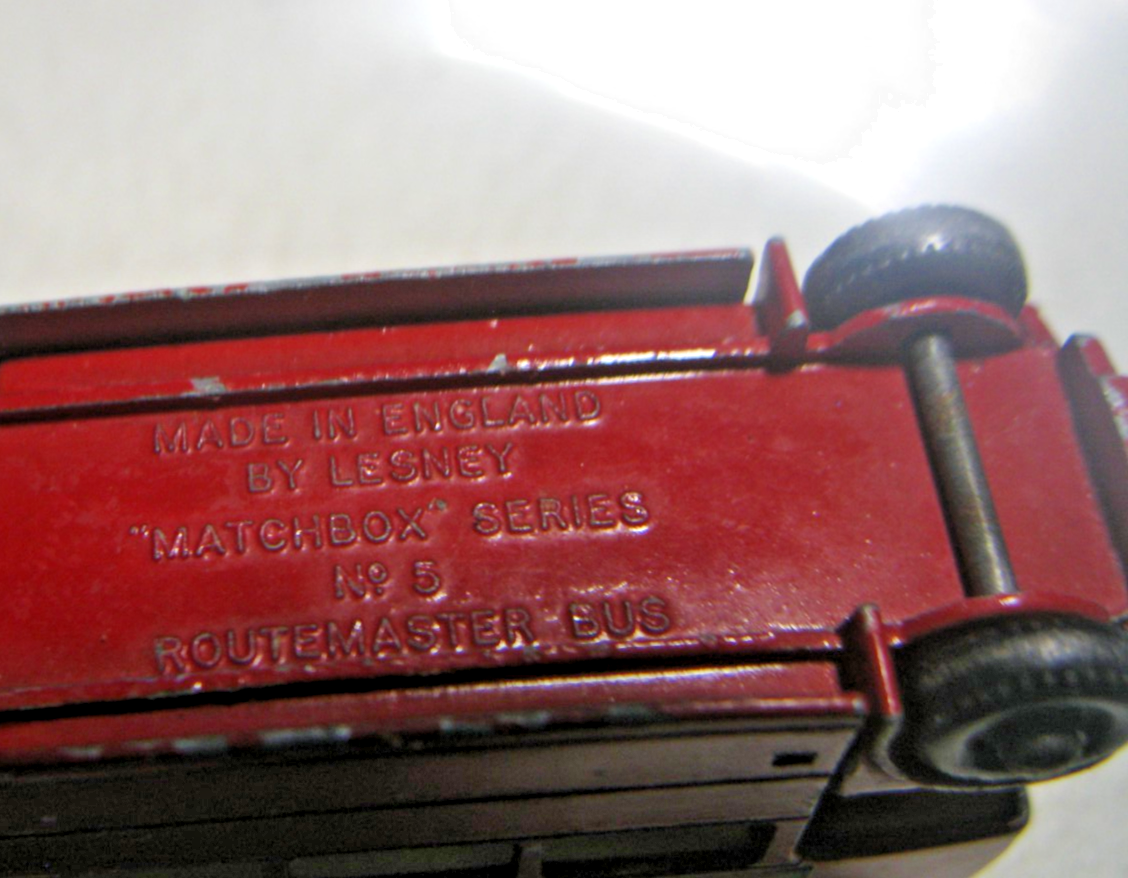 MADE IN ENGLAND
BY LESNEY
"MATCHBOX" SERIES
Nº 5
ROUTEMASTER BUS